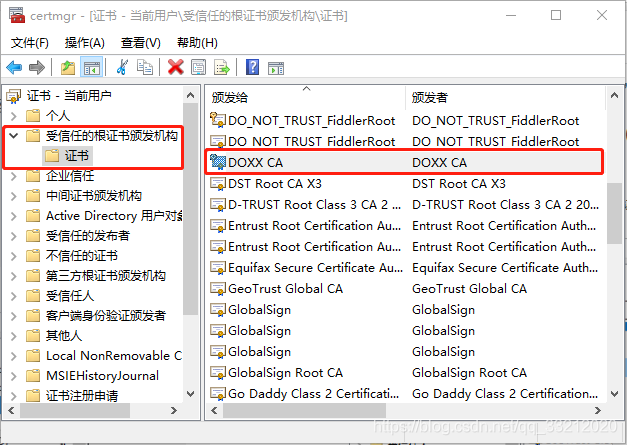 certmgr - [证书 - 当前用户\受信任的根证书颁发机构\证书]
文件(F) 操作(A) 查看(V) 帮助(H)
证书 - 当前用户
个人
受信任的根证书颁发机构
证书
企业信任
中间证书颁发机构
Active Directory 用户对象
受信任的发布者
不信任的证书
第三方根证书颁发机构
受信任人
客户端身份验证颁发者
其他人
Local NonRemovable C
MSIEHistoryJournal
证书注册申请
颁发给 颁发者
DO_NOT_TRUST_FiddlerRoot DO_NOT_TRUST_FiddlerRoot
DO_NOT_TRUST_FiddlerRoot DO_NOT_TRUST_FiddlerRoot
DOXX CA DOXX CA
DST Root CA X3 DST Root CA X3
D-TRUST Root Class 3 CA 2 ... D-TRUST Root Class 3 CA 2 20...
Entrust Root Certification Au... Entrust Root Certification Auth...
Entrust Root Certification Au... Entrust Root Certification Auth...
Equifax Secure Certificate Au... Equifax Secure Certificate Auth...
GeoTrust Global CA GeoTrust Global CA
GlobalSign GlobalSign
GlobalSign GlobalSign
GlobalSign GlobalSign
GlobalSign Root CA GlobalSign Root CA
Go Daddy Class 2 Certificati... Go Daddy Class 2 Certification ...
https://blog.csdn.net/qq_33212020